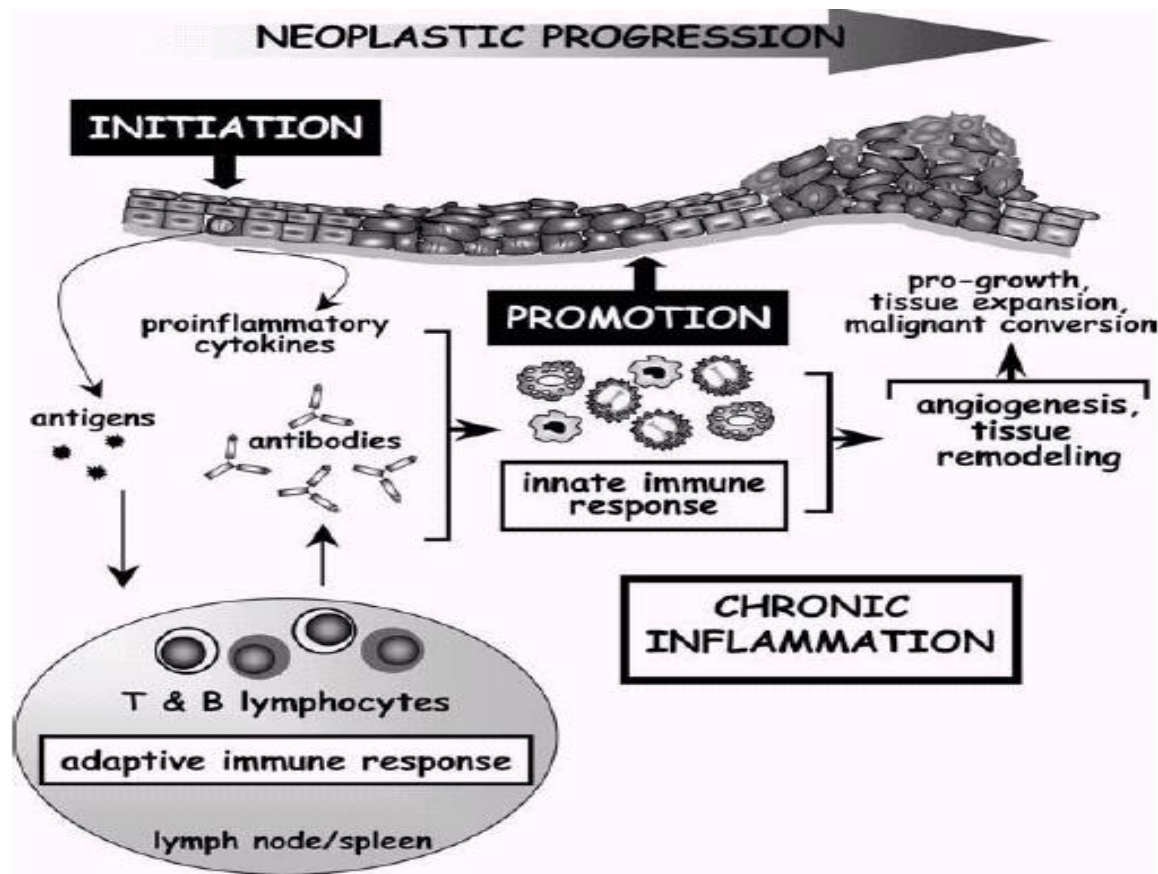 NEOPLASTIC PROGRESSION
INITIATION
proinflammatory
cytokines
antigens
antibodies
T & B lymphocytes
adaptive immune response
lymph node/spleen
PROMOTION
innate immune
response
pro-growth,
tissue expansion,
malignant conversion
angiogenesis,
tissue
remodeling
CHRONIC
INFLAMMATION